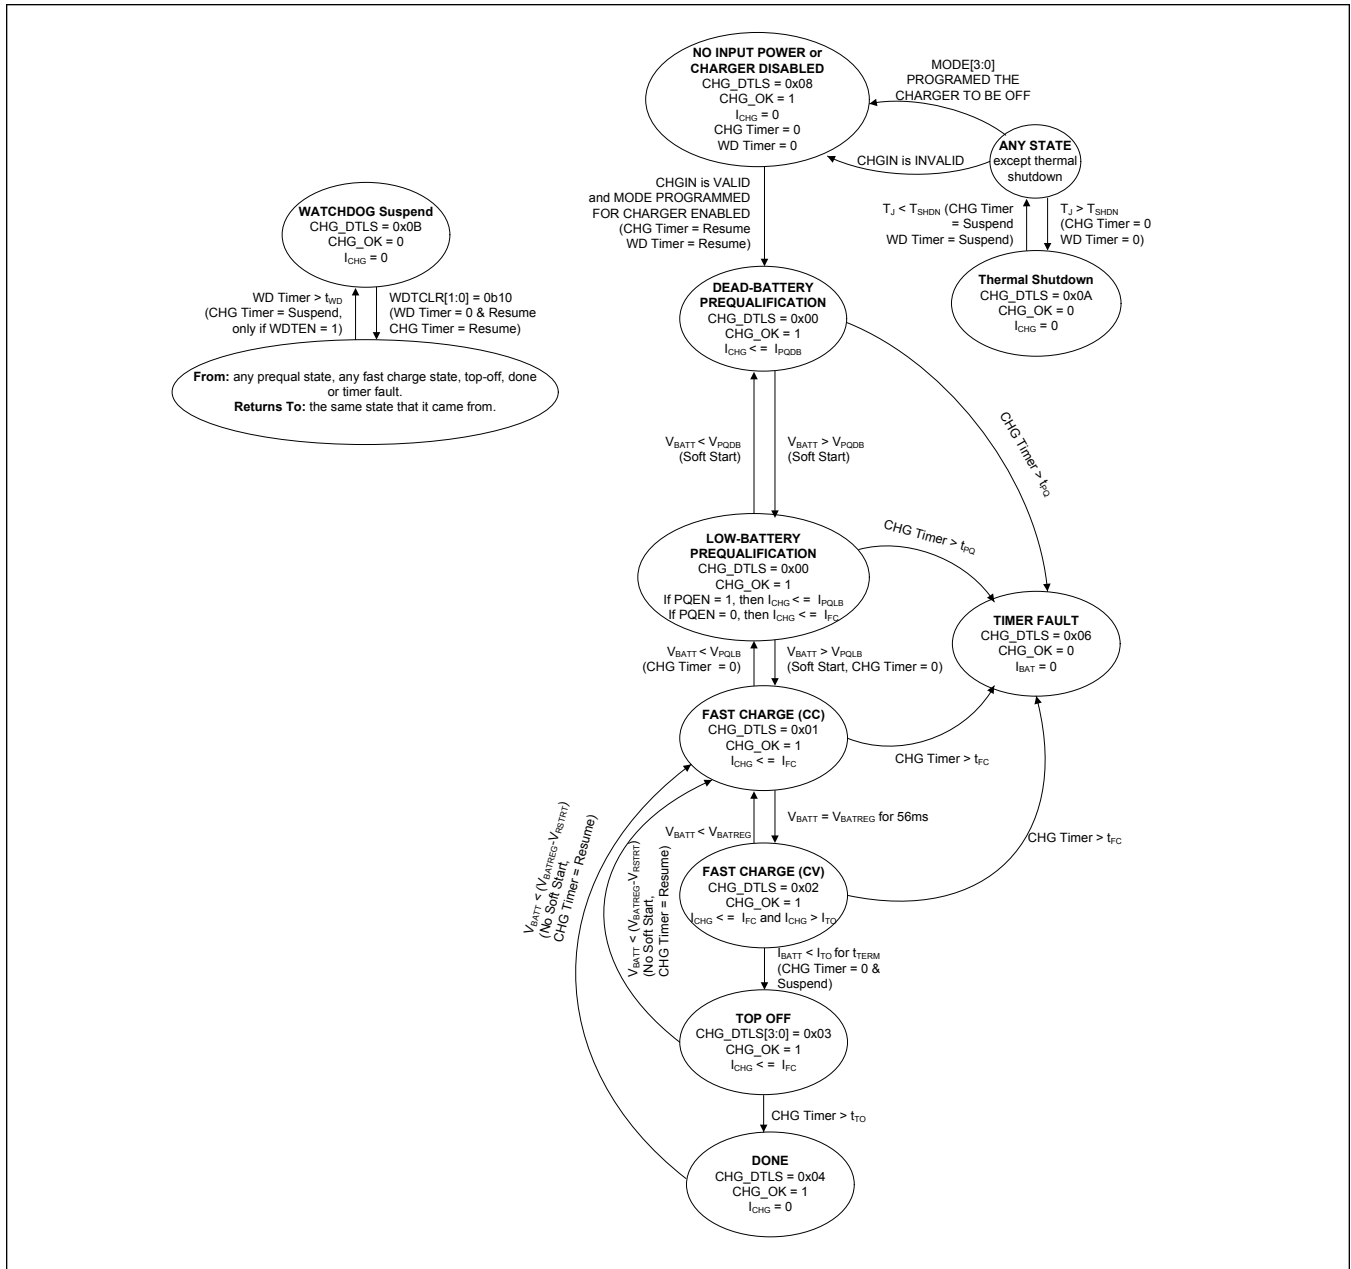 NO INPUT POWER or
CHARGER DISABLED
CHG_DTLS = 0x08
CHG_OK = 1
ICHG = 0
CHG Timer = 0
WD Timer = 0
MODE[3:0]
PROGRAMED THE
CHARGER TO BE OFF
ANY STATE
except thermal
shutdown
CHGIN is INVALID
CHGIN is VALID
and MODE PROGRAMMED
FOR CHARGER ENABLED
(CHG Timer = Resume
WD Timer = Resume)
TJ < TSHDN (CHG Timer
= Suspend
WD Timer = Suspend)
TJ > TSHDN
(CHG Timer = 0
WD Timer = 0)
Thermal Shutdown
CHG_DTLS = 0x0A
CHG_OK = 0
ICHG = 0
WATCHDOG Suspend
CHG_DTLS = 0x0B
CHG_OK = 0
ICHG = 0
WD Timer > tWD
(CHG Timer = Suspend,
only if WDTEN = 1)
WDTCLR[1:0] = 0b10
(WD Timer = 0 & Resume
CHG Timer = Resume)
From: any prequal state, any fast charge state, top-off, done
or timer fault.
Returns To: the same state that it came from.
DEAD-BATTERY
PREQUALIFICATION
CHG_DTLS = 0x00
CHG_OK = 1
ICHG < = IPQDB
VBATT < VPQDB
(Soft Start)
VBATT > VPQDB
(Soft Start)
CHG Timer > tPQ
LOW-BATTERY
PREQUALIFICATION
CHG_DTLS = 0x00
CHG_OK = 1
If PQEN = 1, then ICHG < = IPQLB
If PQEN = 0, then ICHG < = IFC
CHG Timer > tPQ
TIMER FAULT
CHG_DTLS = 0x06
CHG_OK = 0
IBAT = 0
VBATT < VPQLB
(CHG Timer = 0)
VBATT > VPQLB
(Soft Start, CHG Timer = 0)
FAST CHARGE (CC)
CHG_DTLS = 0x01
CHG_OK = 1
ICHG < = IFC
CHG Timer > tFC
VBATT < VBATREG
VBATT = VBATREG for 56ms
FAST CHARGE (CV)
CHG_DTLS = 0x02
CHG_OK = 1
ICHG < = IFC and ICHG > ITO
CHG Timer > tFC
VBATT < (VBATREG-VRSTRT)
(No Soft Start,
CHG Timer = Resume)
VBATT < (VBATREG-VRSTRT)
(No Soft Start,
CHG Timer = Resume)
IBATT < ITO for tTERM
(CHG Timer = 0 &
Suspend)
TOP OFF
CHG_DTLS[3:0] = 0x03
CHG_OK = 1
ICHG < = IFC
CHG Timer > tTO
DONE
CHG_DTLS = 0x04
CHG_OK = 1
ICHG = 0